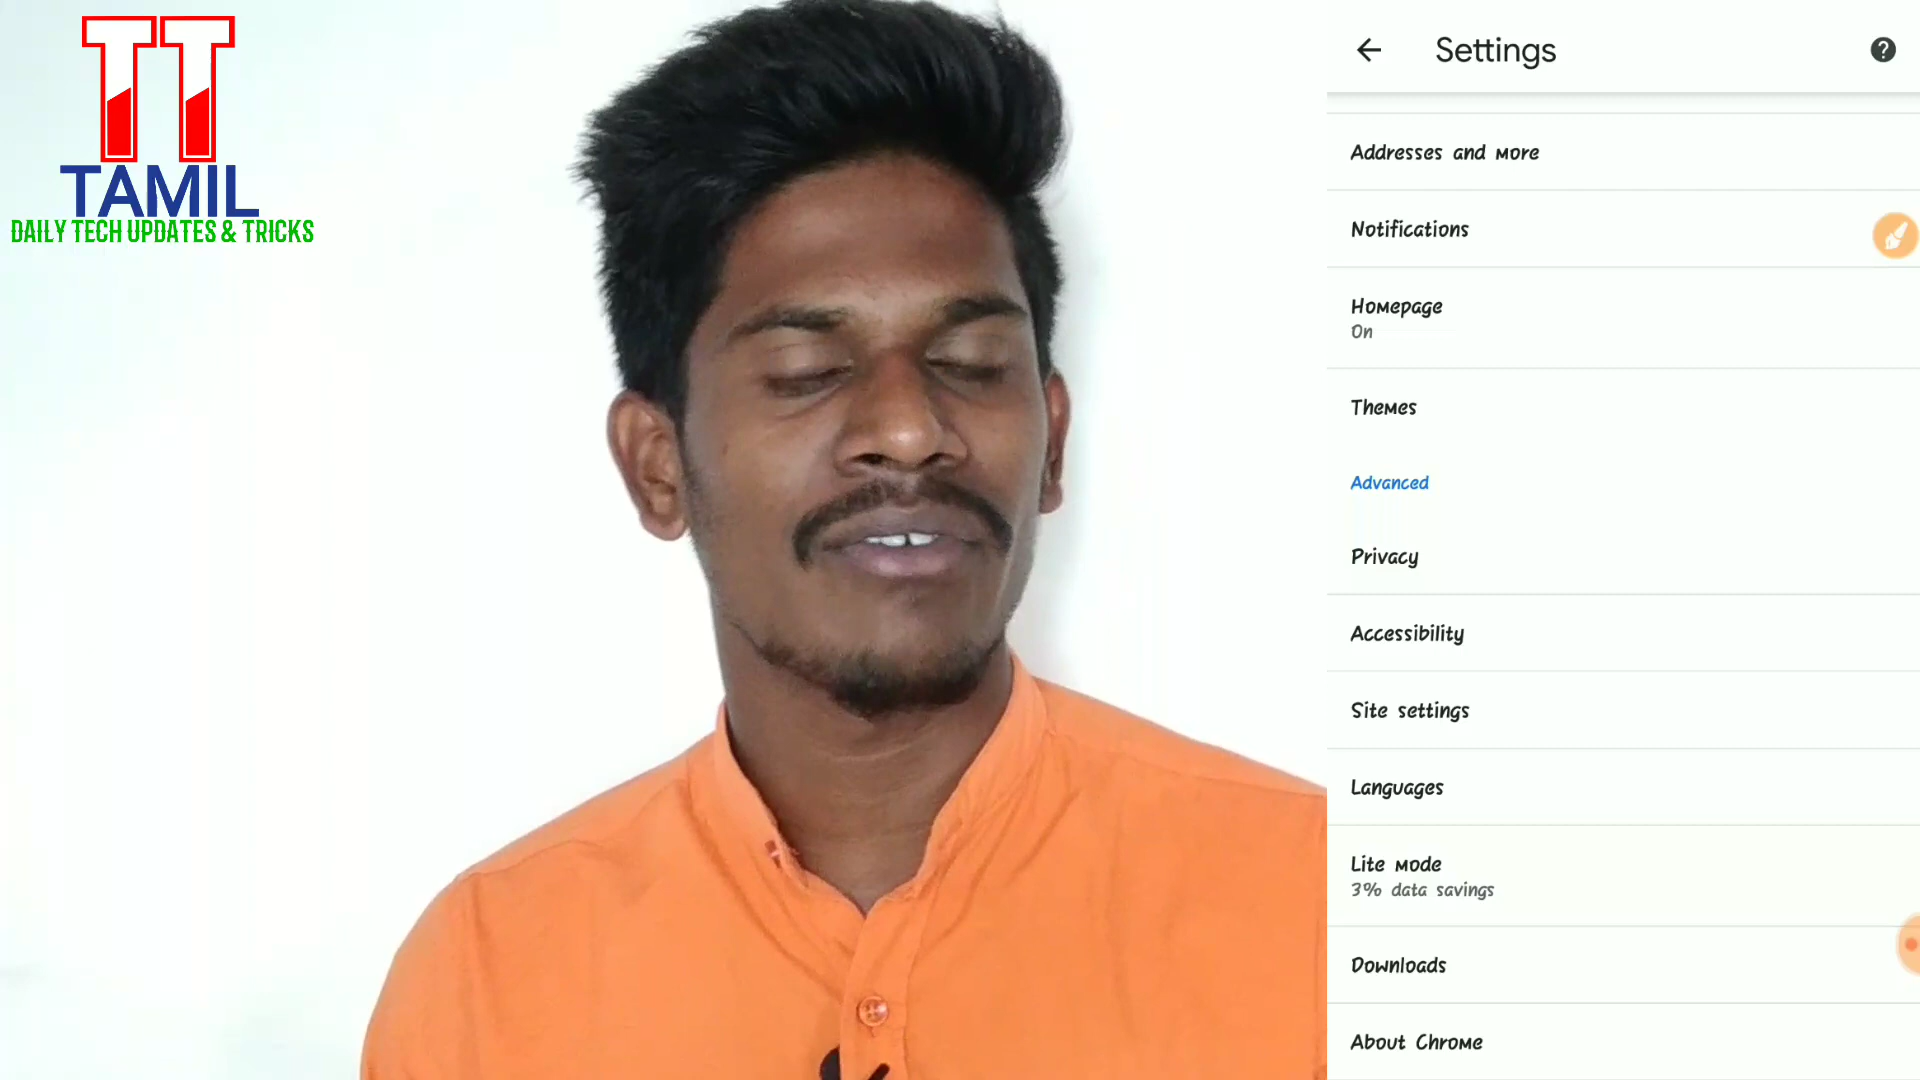 TT
TAMIL
DAILY TECH UPDATES & TRICKS
Settings
Addresses and more
Notifications
Homepage
On
Themes
Advanced
Privacy
Accessibility
Site settings
Languages
Lite mode
3% data savings
Downloads
About Chrome